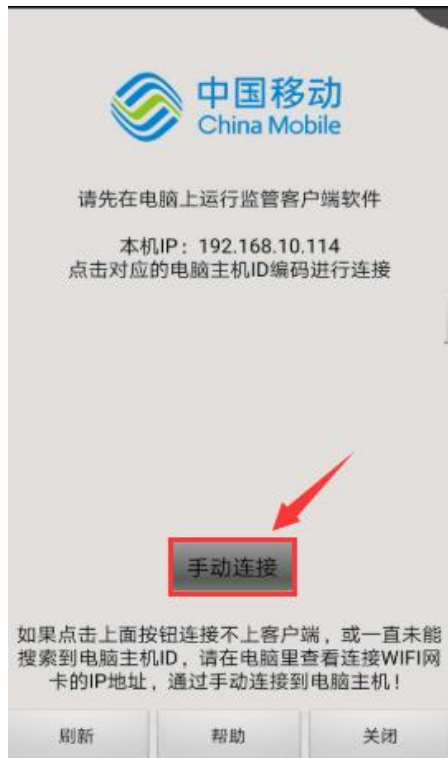 中国移动
China Mobile
请先在电脑上运行监管客户端软件
本机IP：192.168.10.114
点击对应的电脑主机ID编码进行连接
手动连接
如果点击上面按钮连接不上客户端，或一直未能
搜索到电脑主机ID，请在电脑里查看连接WIFI网
卡的IP地址，通过手动连接到电脑主机！
刷新 帮助 关闭